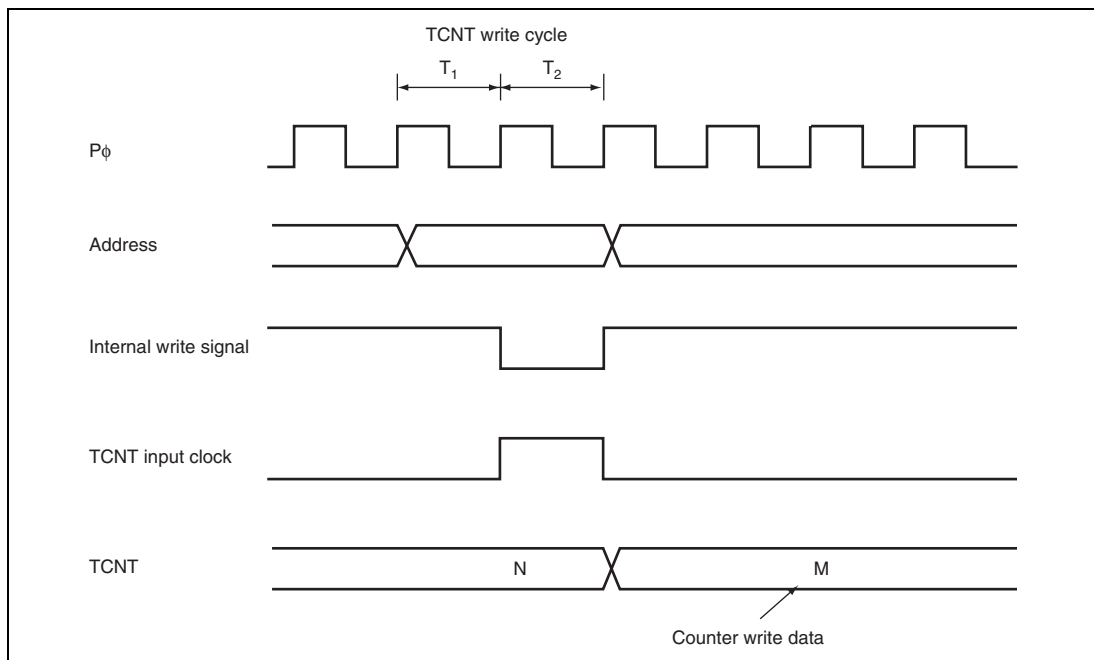 TCNT write cycle
T1 T2
Pϕ
Address
Internal write signal
TCNT input clock
TCNT N M
Counter write data